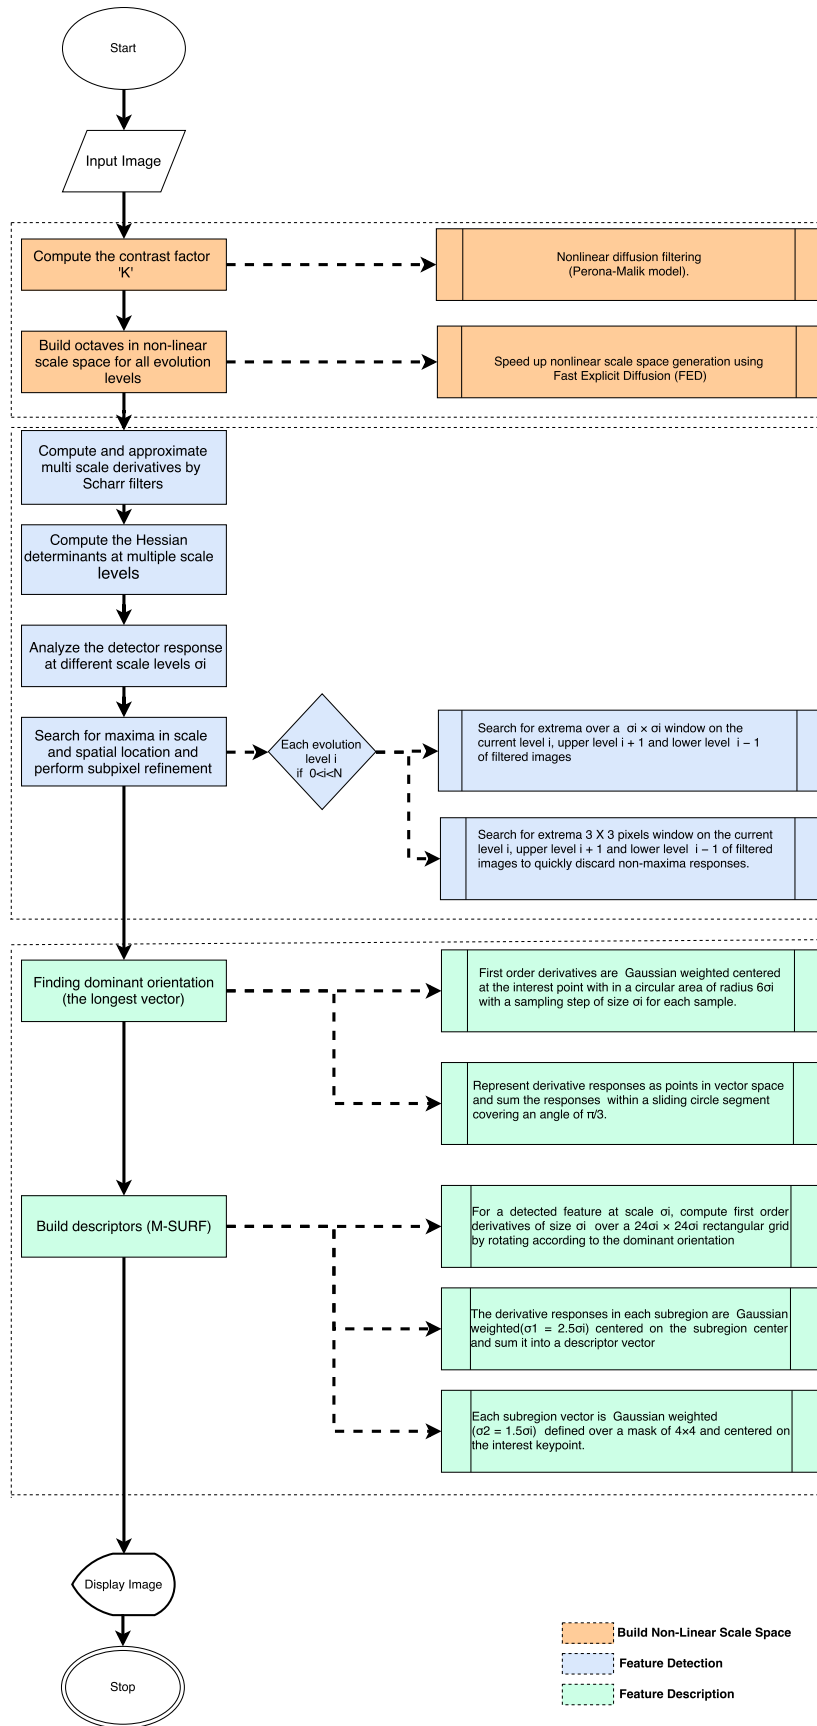 Start
Input Image
Compute the contrast factor
'K'
Nonlinear diffusion filtering
(Perona-Malik model).
Build octaves in non-linear
scale space for all evolution
levels
Speed up nonlinear scale space generation using
Fast Explicit Diffusion (FED)
Compute and approximate
multi scale derivatives by
Scharr filters
Compute the Hessian
determinants at multiple scale
levels
Analyze the detector response
at different scale levels σi
Search for maxima in scale
and spatial location and
perform subpixel refinement
Each evolution
level i
if 0<i<N
Search for extrema over a σi × σi window on the
current level i, upper level i + 1 and lower level i − 1
of filtered images
Search for extrema 3 X 3 pixels window on the current
level i, upper level i + 1 and lower level i − 1 of filtered
images to quickly discard non-maxima responses.
Finding dominant orientation
(the longest vector)
First order derivatives are Gaussian weighted centered
at the interest point with in a circular area of radius 6σi
with a sampling step of size σi for each sample.
Represent derivative responses as points in vector space
and sum the responses within a sliding circle segment
covering an angle of π/3.
Build descriptors (M-SURF)
For a detected feature at scale σi, compute first order
derivatives of size σi over a 24σi × 24σi rectangular grid
by rotating according to the dominant orientation
The derivative responses in each subregion are Gaussian
weighted(σ1 = 2.5σi) centered on the subregion center
and sum it into a descriptor vector
Each subregion vector is Gaussian weighted
(σ2 = 1.5σi) defined over a mask of 4×4 and centered on
the interest keypoint.
Display Image
Stop
Build Non-Linear Scale Space
Feature Detection
Feature Description